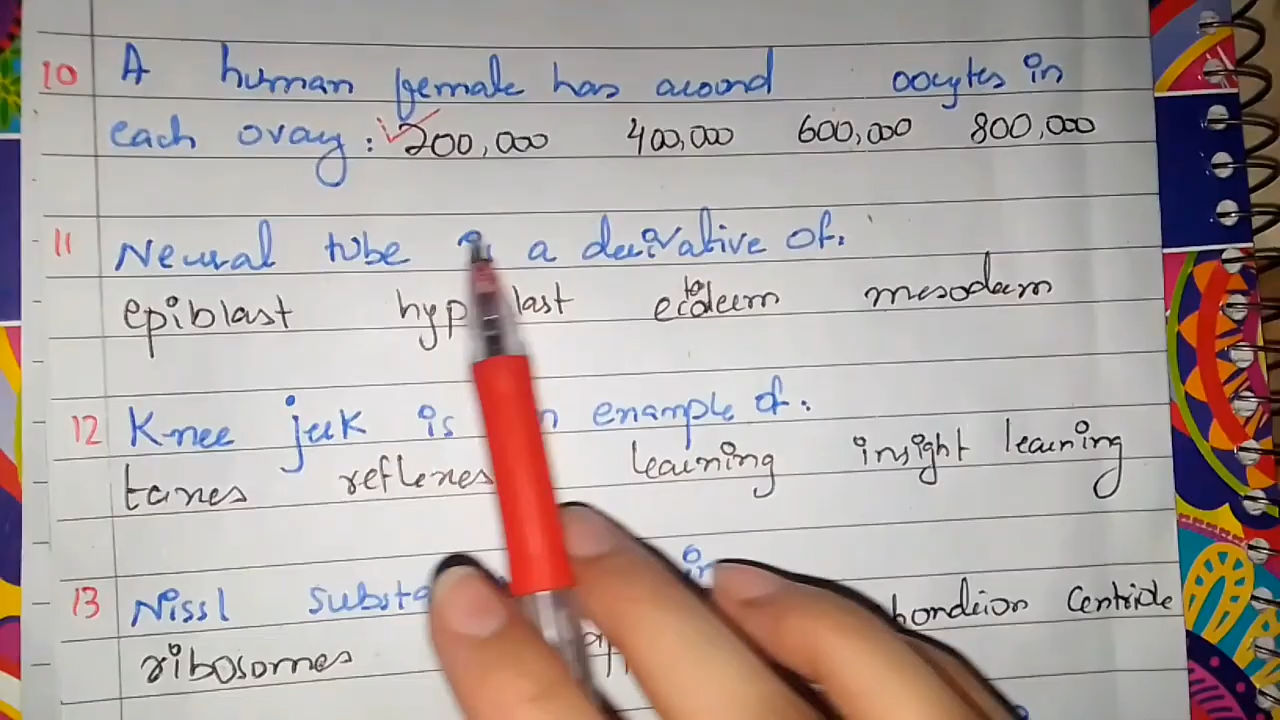 10 A human female has around oocytes in
each ovary: 200,000 400,000 600,000 800,000
11 Neural tube a derivative of:
epiblast ectoderm mesoderm
12 Knee jerk is example of:
taxes reflexes learning insight learning
13 Nissl in Centriole
ribosomes